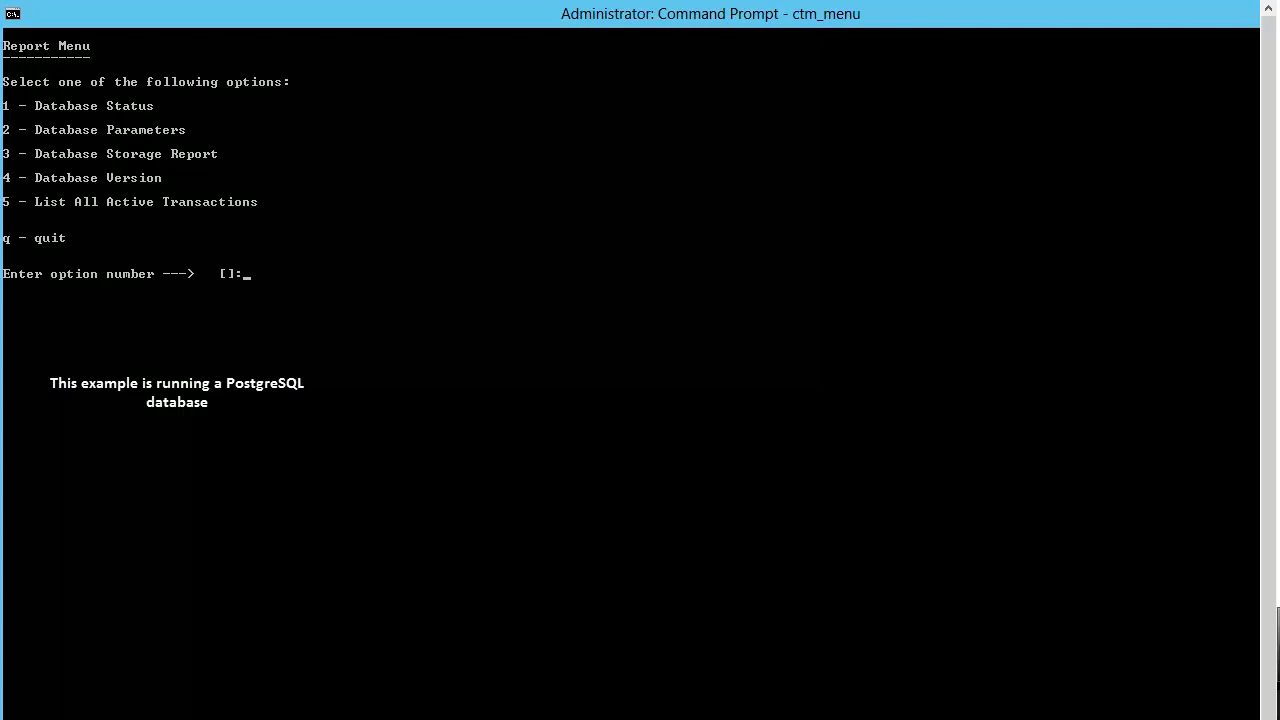 Administrator: Command Prompt - ctm_menu
Report Menu
-----------
Select one of the following options:
1 - Database Status
2 - Database Parameters
3 - Database Storage Report
4 - Database Version
5 - List All Active Transactions
q - quit
Enter option number --->   []:_
This example is running a PostgreSQL
database